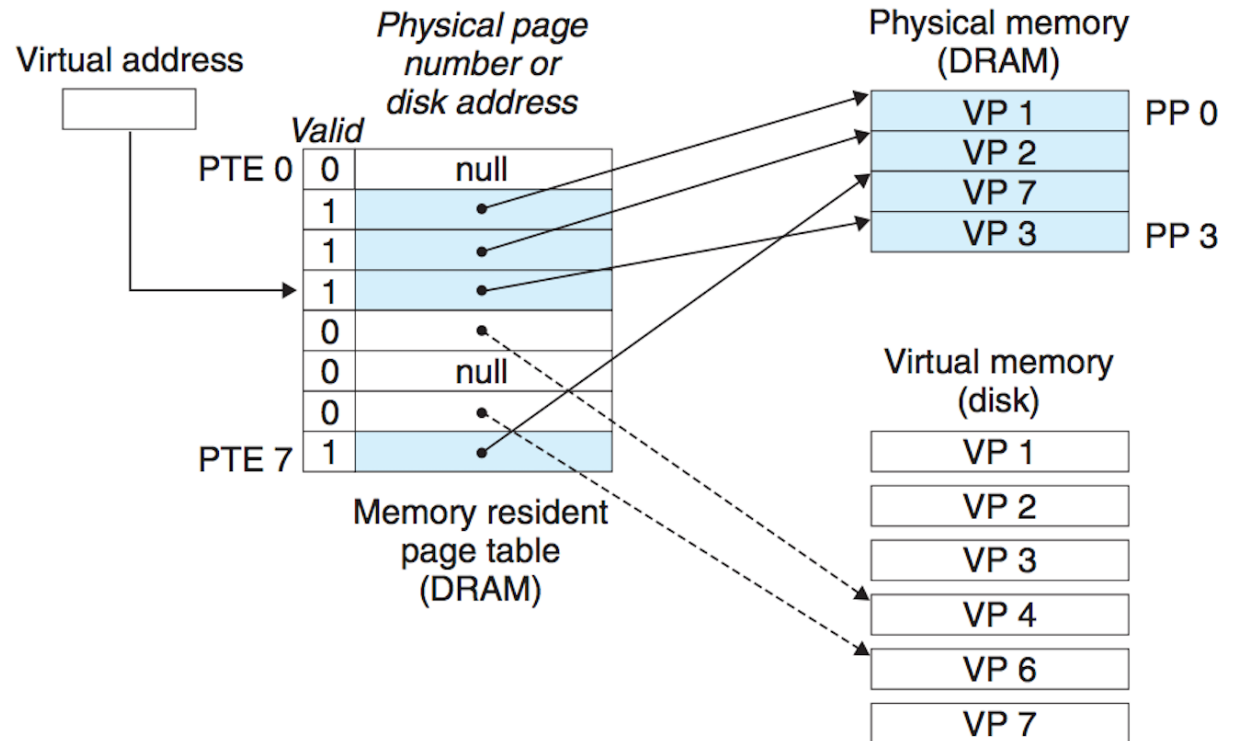 Virtual address
Physical page
number or
disk address
Valid
PTE 0 0 null
1
1
1
0
0 null
0
PTE 7 1
Memory resident
page table
(DRAM)
Physical memory
(DRAM)
VP 1 PP 0
VP 2
VP 7
VP 3 PP 3
Virtual memory
(disk)
VP 1
VP 2
VP 3
VP 4
VP 6
VP 7